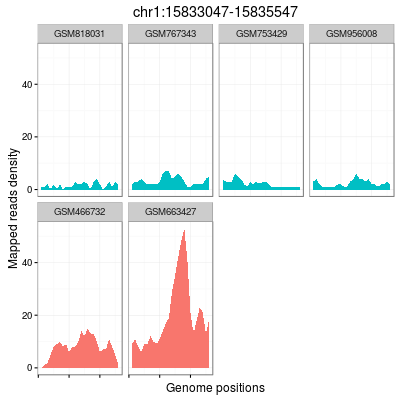 chr1:15833047-15835547
GSM818031 GSM767343 GSM753429 GSM956008
40
20
0
Mapped reads density
GSM466732 GSM663427
40
20
0
Genome positions